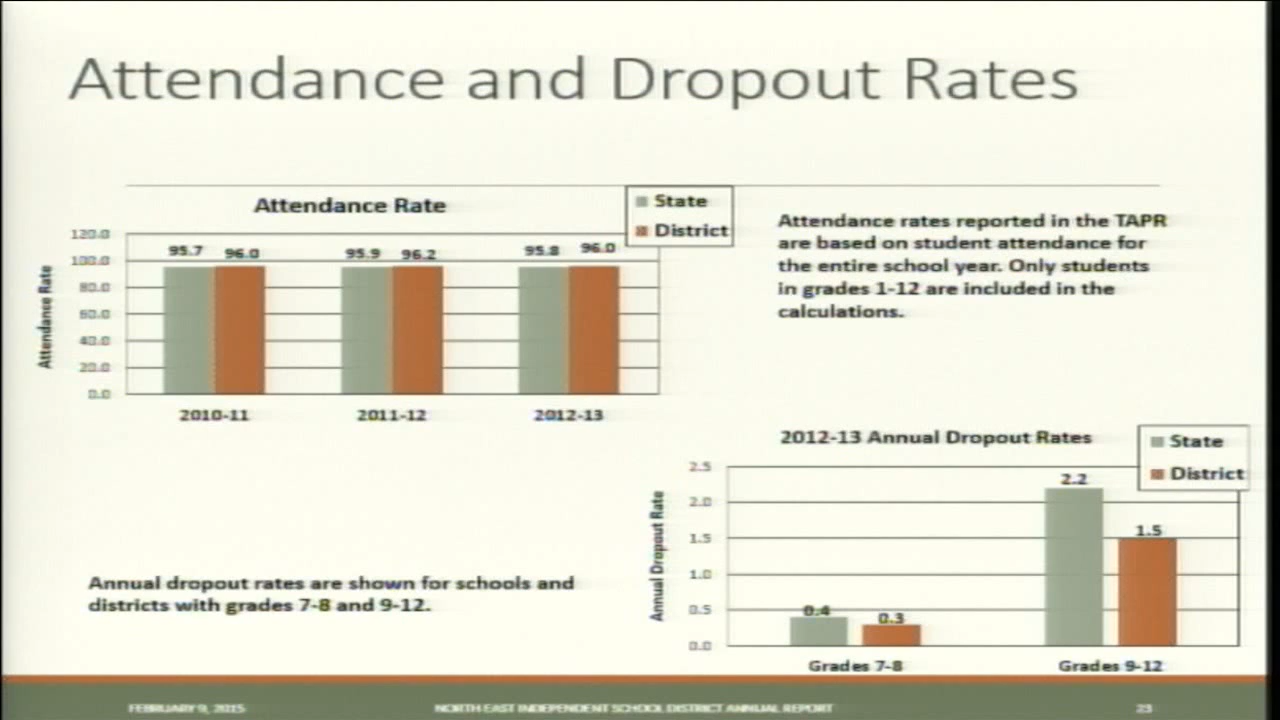 Attendance and Dropout Rates
Attendance Rate
State
District
120.0
100.0
80.0
60.0
40.0
20.0
0.0
Attendance Rate
95.7
96.0
95.9
96.2
95.8
96.0
2010-11
2011-12
2012-13
Attendance rates reported in the TAPR
are based on student attendance for
the entire school year. Only students
in grades 1-12 are included in the
calculations.
2012-13 Annual Dropout Rates
State
District
2.5
2.0
1.5
1.0
0.5
0.0
Annual Dropout Rate
0.4
0.3
2.2
1.5
Grades 7-8
Grades 9-12
Annual dropout rates are shown for schools and
districts with grades 7-8 and 9-12.
FEBRUARY 9, 2015
NORTH EAST INDEPENDENT SCHOOL DISTRICT ANNUAL REPORT
23